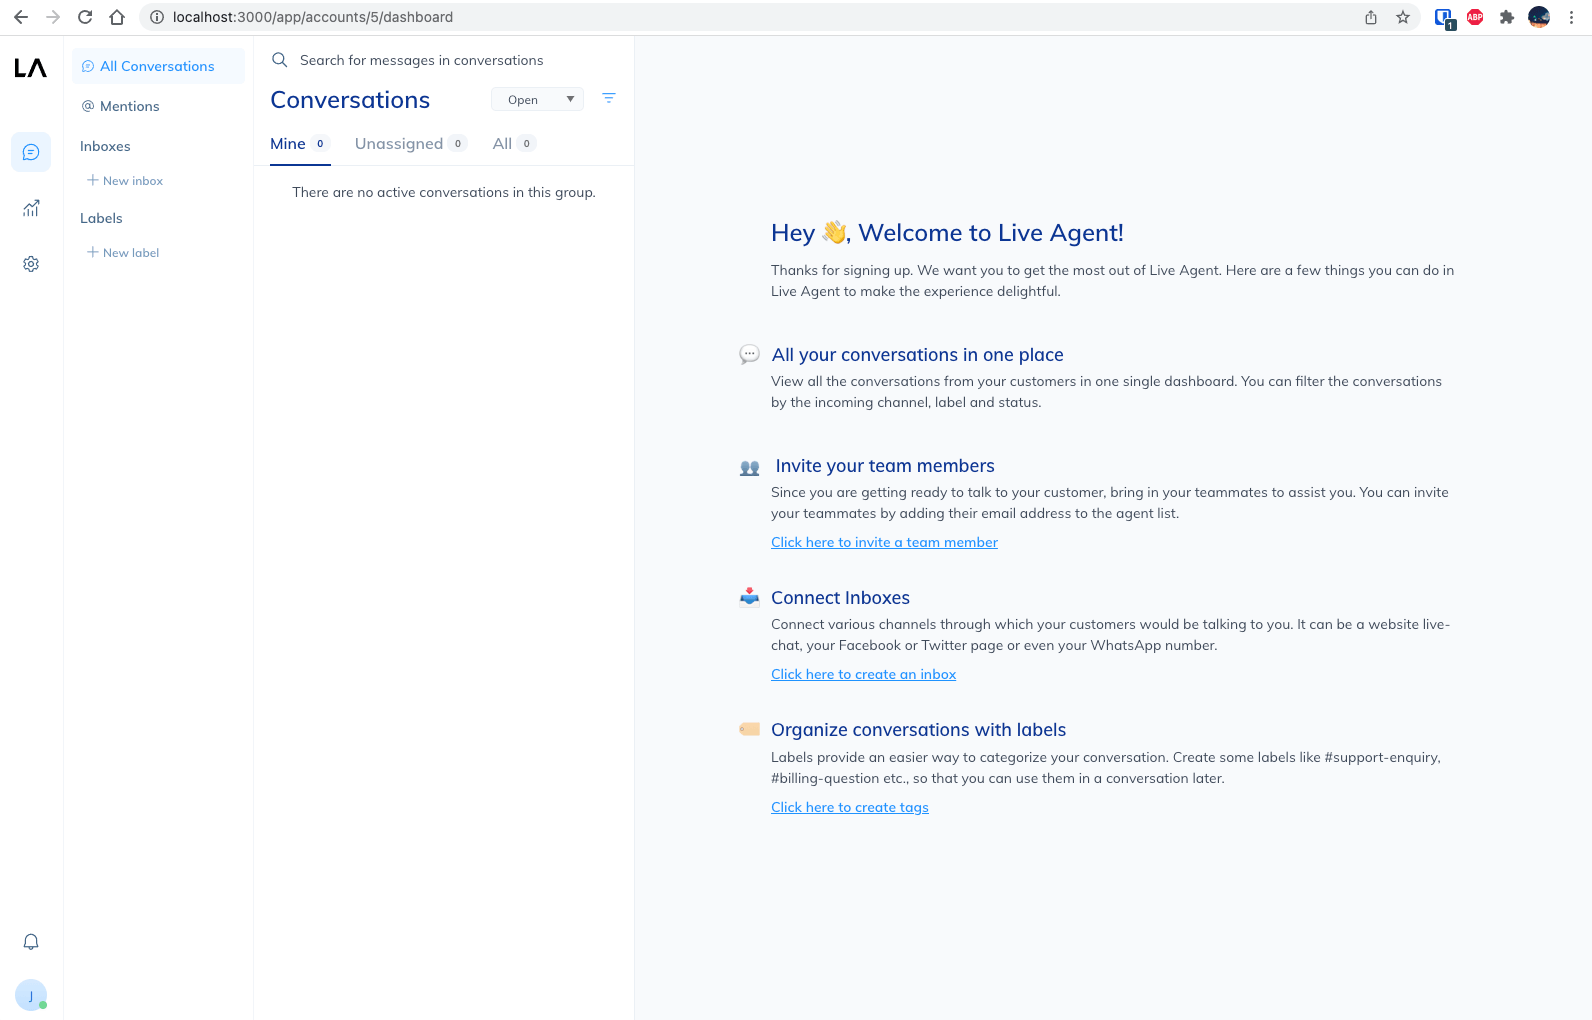 localhost:3000/app/accounts/5/dashboard
1
ABP
LA
All Conversations
@ Mentions
Inboxes
+ New inbox
Labels
+ New label
J
Search for messages in conversations
Conversations
Open
Mine 0 Unassigned 0 All 0
There are no active conversations in this group.
Hey 👋, Welcome to Live Agent!
Thanks for signing up. We want you to get the most out of Live Agent. Here are a few things you can do in
Live Agent to make the experience delightful.
All your conversations in one place
View all the conversations from your customers in one single dashboard. You can filter the conversations
by the incoming channel, label and status.
Invite your team members
Since you are getting ready to talk to your customer, bring in your teammates to assist you. You can invite
your teammates by adding their email address to the agent list.
Click here to invite a team member
Connect Inboxes
Connect various channels through which your customers would be talking to you. It can be a website live-
chat, your Facebook or Twitter page or even your WhatsApp number.
Click here to create an inbox
Organize conversations with labels
Labels provide an easier way to categorize your conversation. Create some labels like #support-enquiry,
#billing-question etc., so that you can use them in a conversation later.
Click here to create tags